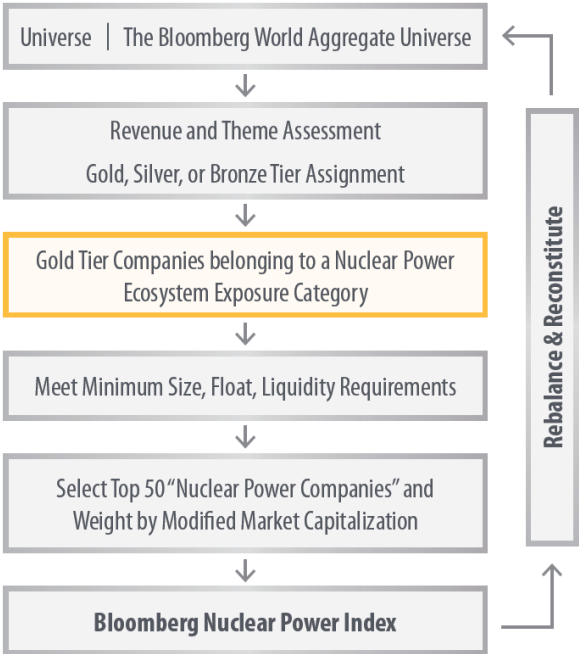 Universe | The Bloomberg World Aggregate Universe
Revenue and Theme Assessment
Gold, Silver, or Bronze Tier Assignment
Gold Tier Companies belonging to a Nuclear Power
Ecosystem Exposure Category
Meet Minimum Size, Float, Liquidity Requirements
Select Top 50 “Nuclear Power Companies” and
Weight by Modified Market Capitalization
Bloomberg Nuclear Power Index
Rebalance & Reconstitute